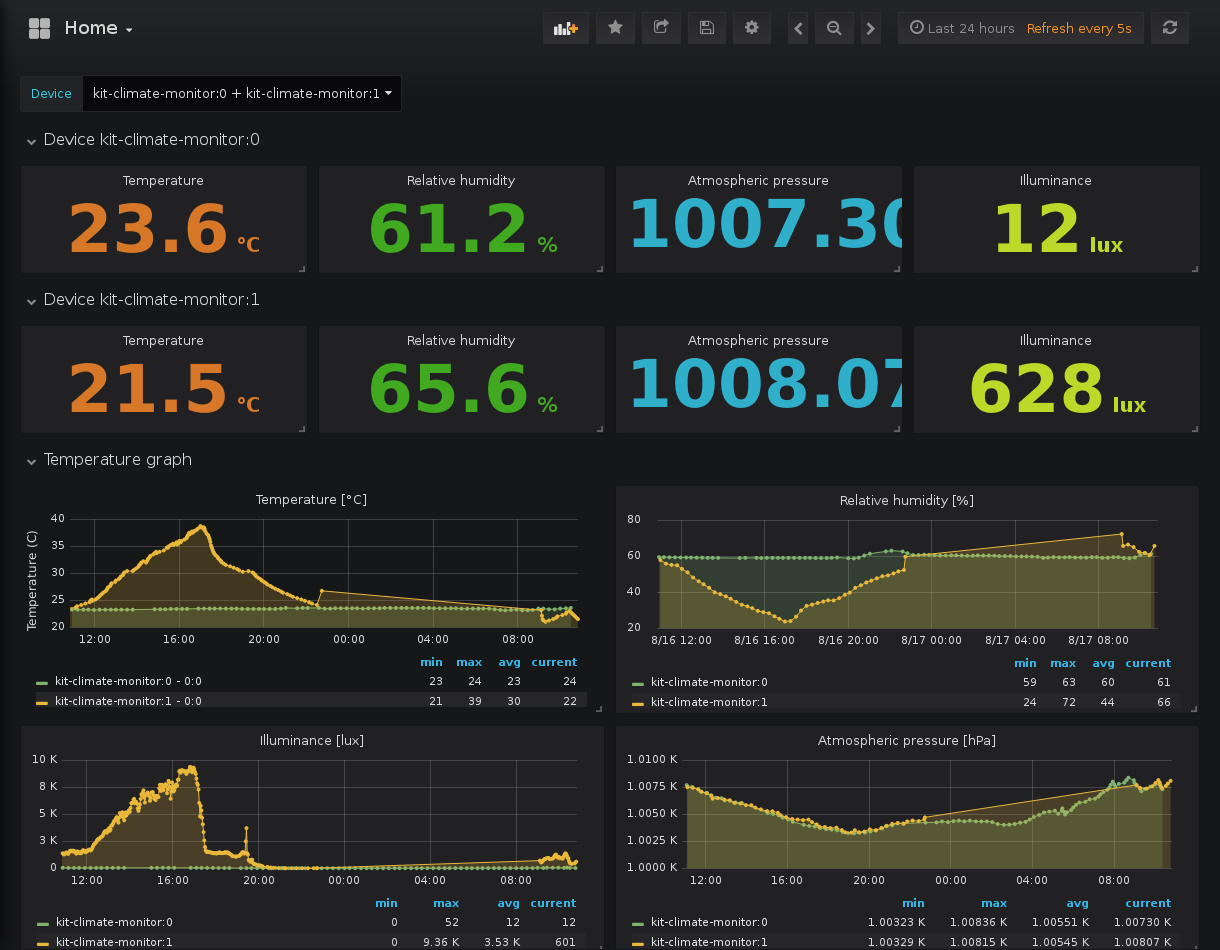 Home
Last 24 hours Refresh every 5s
Device kit-climate-monitor:0 + kit-climate-monitor:1
Device kit-climate-monitor:0
Temperature Relative humidity Atmospheric pressure Illuminance
23.6 °C 61.2 % 1007.30 12 lux
Device kit-climate-monitor:1
Temperature Relative humidity Atmospheric pressure Illuminance
21.5 °C 65.6 % 1008.07 628 lux
Temperature graph
Temperature [°C]
Temperature (C)
40
35
30
25
20
12:00 16:00 20:00 00:00 04:00 08:00
min max avg current
kit-climate-monitor:0 - 0:0 23 24 23 24
kit-climate-monitor:1 - 0:0 21 39 30 22
Relative humidity [%]
80
60
40
20
8/16 12:00 8/16 16:00 8/16 20:00 8/17 00:00 8/17 04:00 8/17 08:00
min max avg current
kit-climate-monitor:0 59 63 60 61
kit-climate-monitor:1 24 72 44 66
Illuminance [lux]
10 K
8 K
5 K
3 K
0
12:00 16:00 20:00 00:00 04:00 08:00
min max avg current
kit-climate-monitor:0 0 52 12 12
kit-climate-monitor:1 0 9.36 K 3.53 K 601
Atmospheric pressure [hPa]
1.0100 K
1.0075 K
1.0050 K
1.0025 K
1.0000 K
12:00 16:00 20:00 00:00 04:00 08:00
min max avg current
kit-climate-monitor:0 1.00323 K 1.00836 K 1.00551 K 1.00730 K
kit-climate-monitor:1 1.00329 K 1.00815 K 1.00545 K 1.00807 K